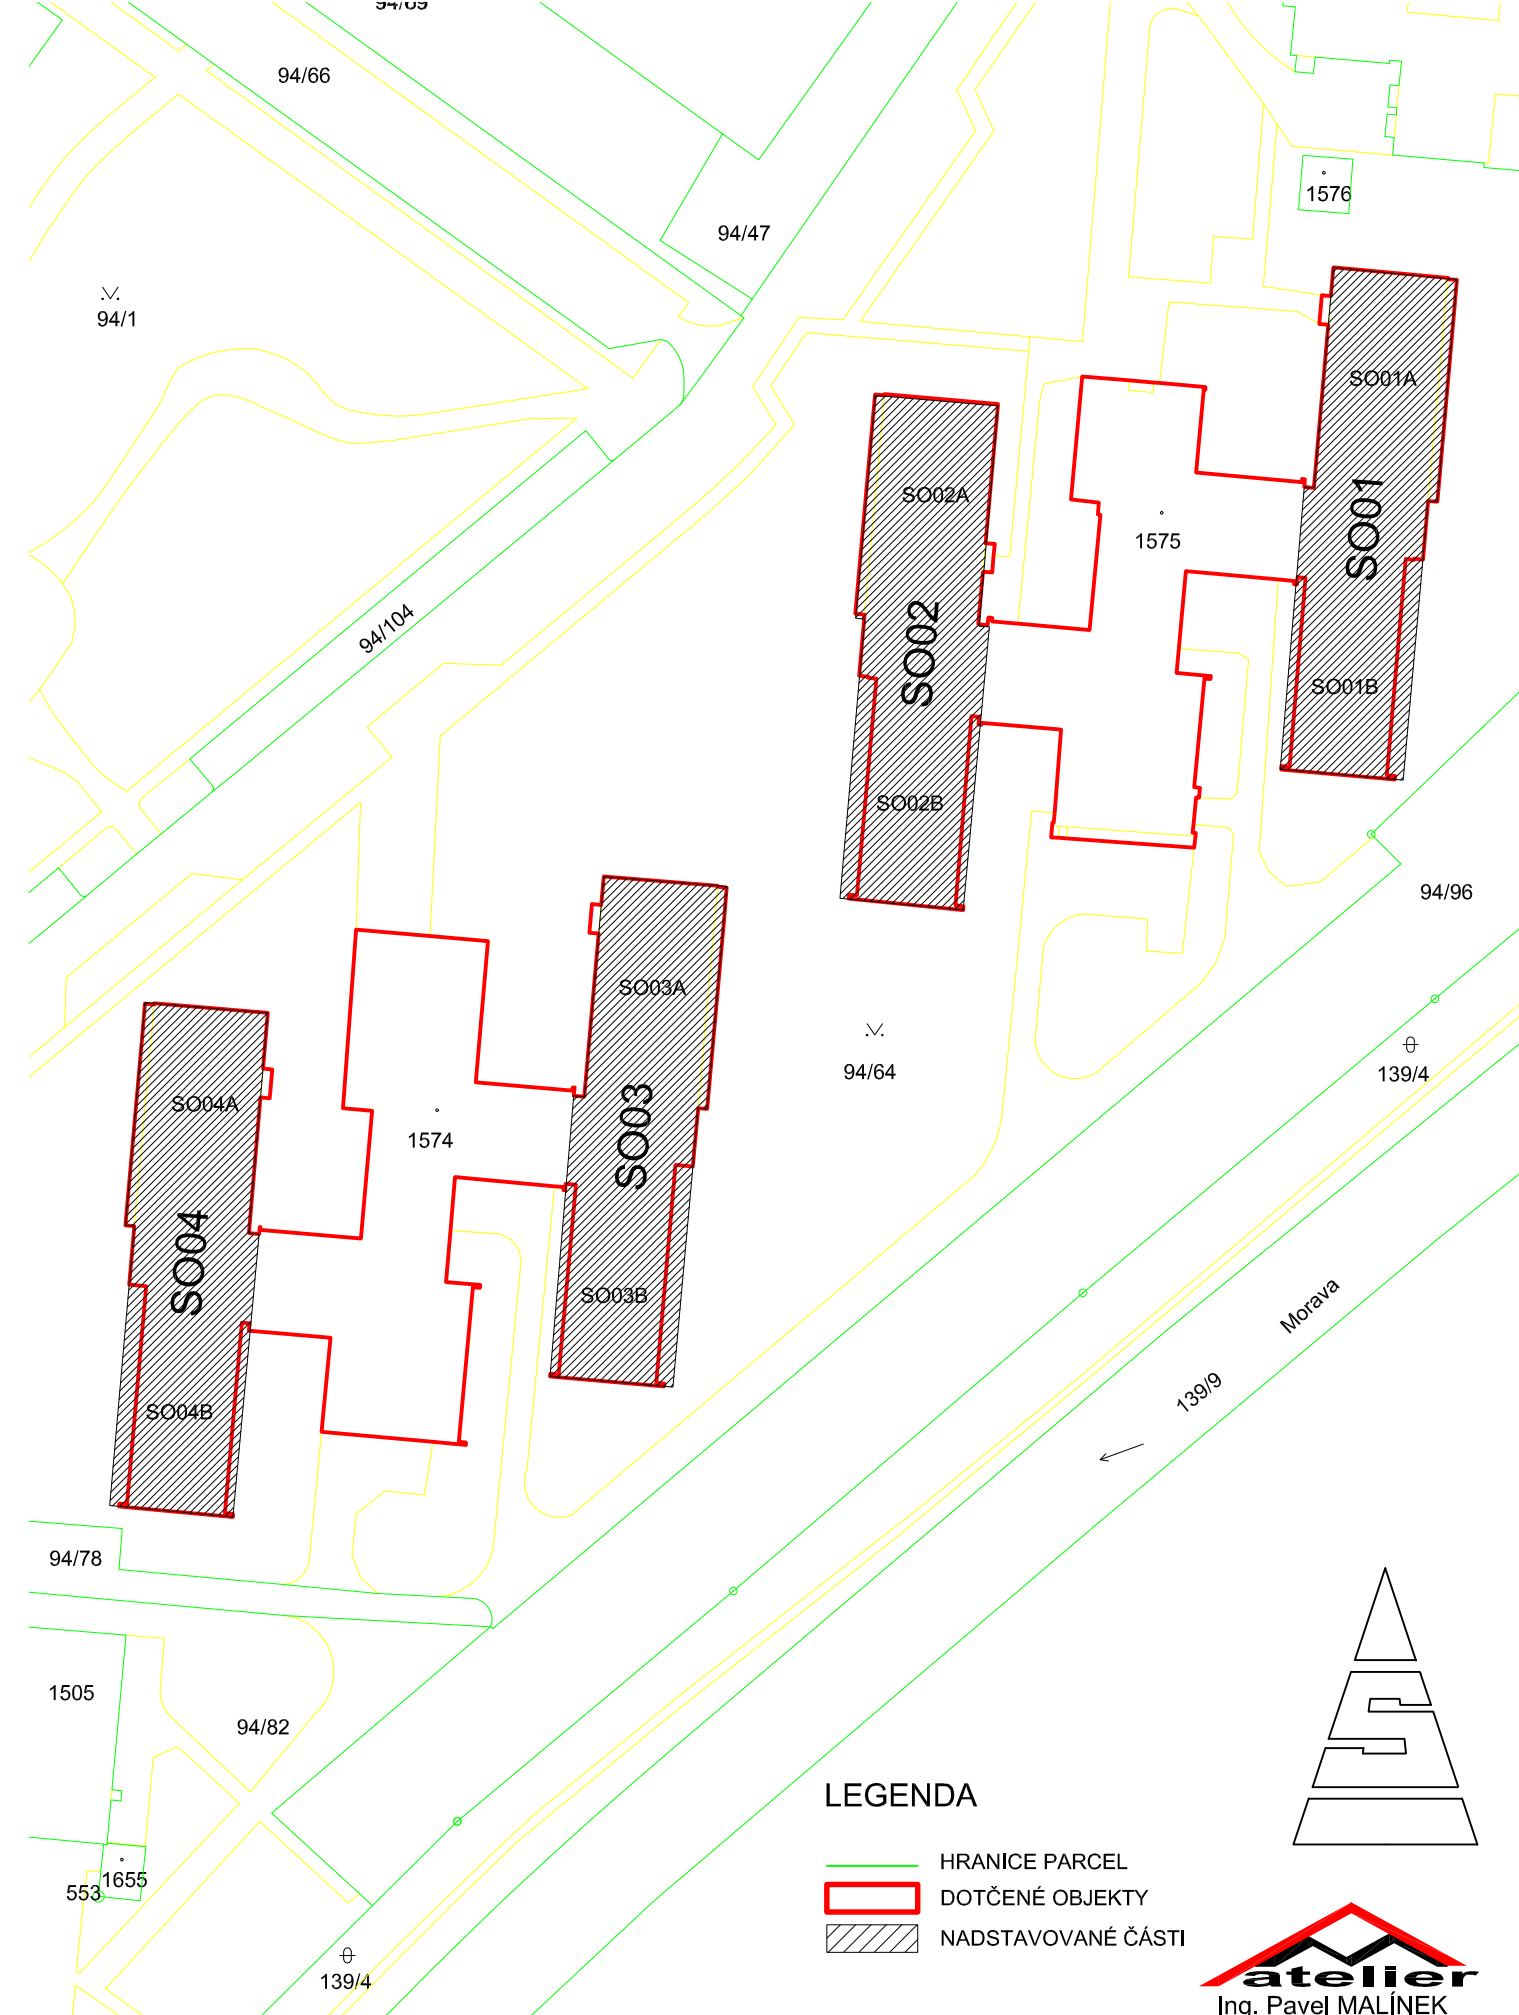 94/69
94/66
1576
94/47
94/1
SO01A
SO02A
SO01
1575
94/104
SO02
SO01B
SO02B
94/96
SO03A
94/64
139/4
SO04A
SO03
1574
SO04
SO03B
Morava
139/9
SO04B
94/78
1505
94/82
LEGENDA
HRANICE PARCEL
1655
553
DOTČENÉ OBJEKTY
NADSTAVOVANÉ ČÁSTI
139/4
atelier
Ing. Pavel MALÍNEK